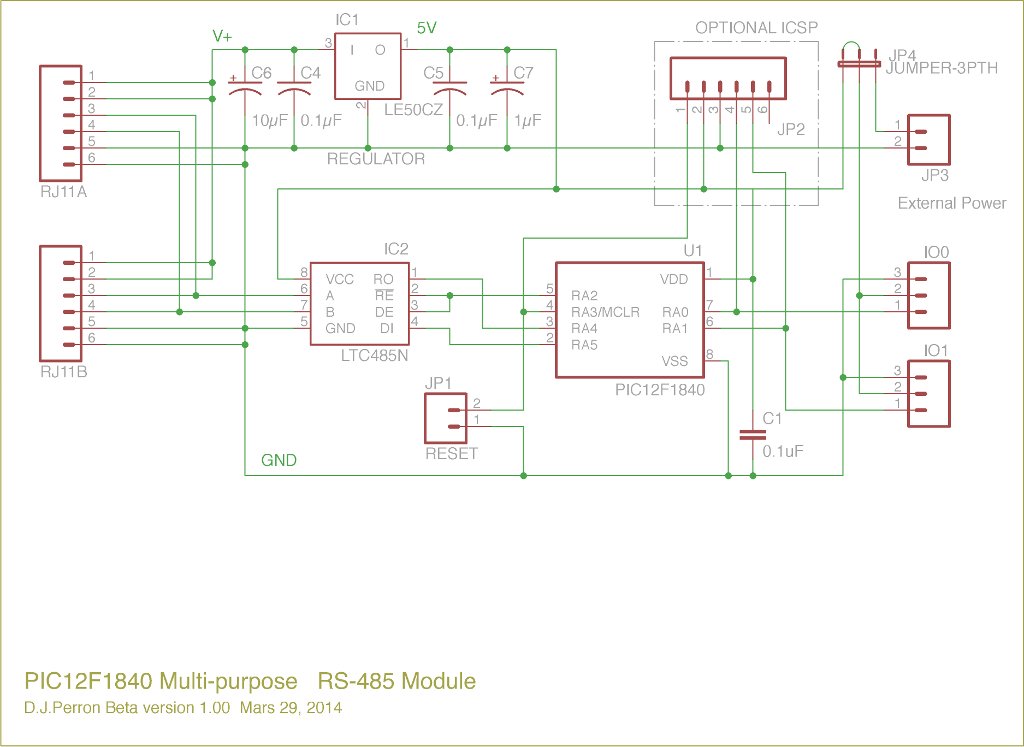 IC1
V+
5V
OPTIONAL ICSP
3 I O 1
GND
2
C6
+
10µF
C4
0.1µF
LE50CZ
REGULATOR
C5
0.1µF
C7
+
1µF
1
2
3
4
5
6
RJ11A
1 2 3 4 5 6
JP2
JP4
JUMPER-3PTH
1
2
JP3
External Power
1
2
3
4
5
6
RJ11B
IC2
8 VCC RO 1
6 A RE 2
7 B DE 3
5 GND DI 4
LTC485N
U1
VDD 1
5 RA2
4 RA3/MCLR RA0 7
3 RA4 RA1 6
2 RA5
VSS 8
PIC12F1840
IO0
3
2
1
IO1
3
2
1
JP1
2
1
RESET
C1
0.1uF
GND
PIC12F1840 Multi-purpose RS-485 Module
D.J.Perron Beta version 1.00 Mars 29, 2014